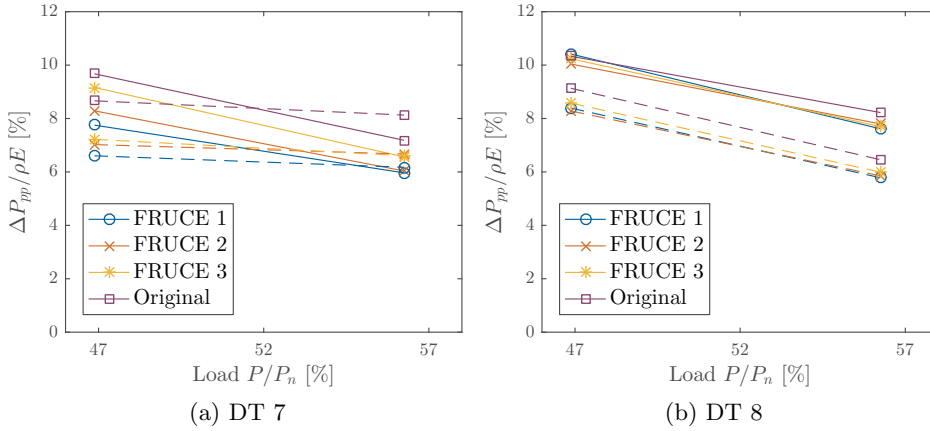 12
10
8
6
4
2
0
ΔP_pp/ρE [%]
FRUCE 1
FRUCE 2
FRUCE 3
Original
47 52 57
Load P/P_n [%]
(a) DT 7
12
10
8
6
4
2
0
ΔP_pp/ρE [%]
FRUCE 1
FRUCE 2
FRUCE 3
Original
47 52 57
Load P/P_n [%]
(b) DT 8